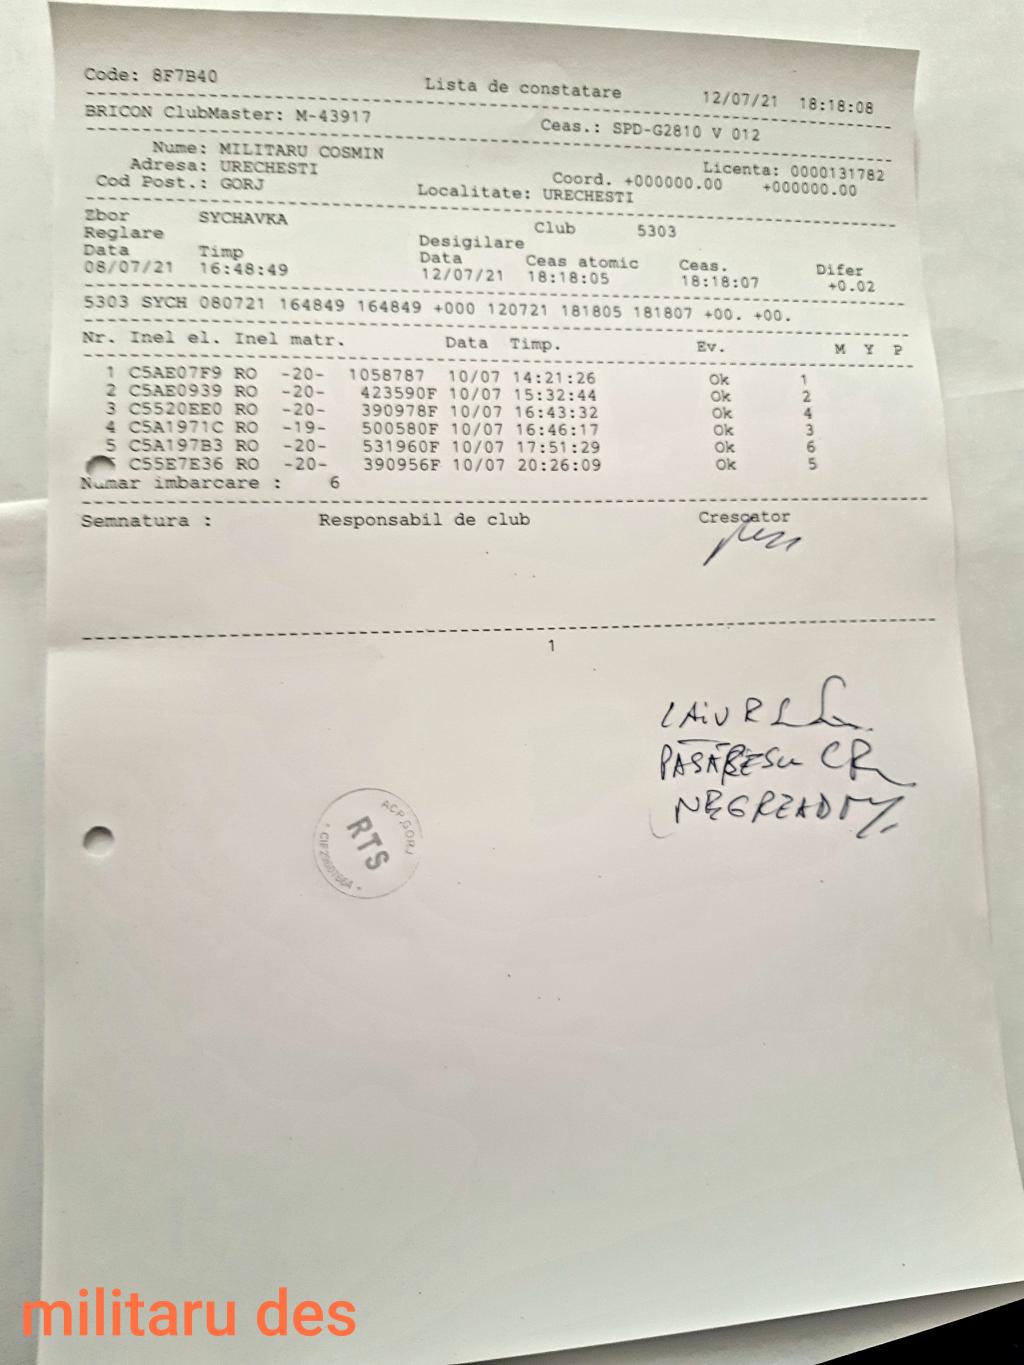 Code: 8F7B40
Lista de constatare
12/07/21 18:18:08
BRICON ClubMaster: M-43917
Ceas.: SPD-G2810 V 012
Nume: MILITARU COSMIN
Licenta: 0000131782
Adresa: URECHESTI
Coord. +000000.00 +000000.00
Cod Post.: GORJ
Localitate: URECHESTI
Zbor SYCHAVKA
Club 5303
Reglare
Desigilare
Data Timp
Data Ceas atomic Ceas. Difer
08/07/21 16:48:49
12/07/21 18:18:05 18:18:07 +0.02
5303 SYCH 080721 164849 164849 +000 120721 181805 181807 +00. +00.
Nr. Inel el. Inel matr. Data Timp. Ev. M Y P
1 C5AE07F9 RO -20- 1058787 10/07 14:21:26 Ok 1
2 C5AE0939 RO -20- 423590F 10/07 15:32:44 Ok 2
3 C5520EE0 RO -20- 390978F 10/07 16:43:32 Ok 4
4 C5A1971C RO -19- 500580F 10/07 16:46:17 Ok 3
5 C5A197B3 RO -20- 531960F 10/07 17:51:29 Ok 6
C55E7E36 RO -20- 390956F 10/07 20:26:09 Ok 5
Numar imbarcare : 6
Semnatura : Responsabil de club Crescator
1
PASĂRESCU CR
ACP.GORJ
RTS
militaru des